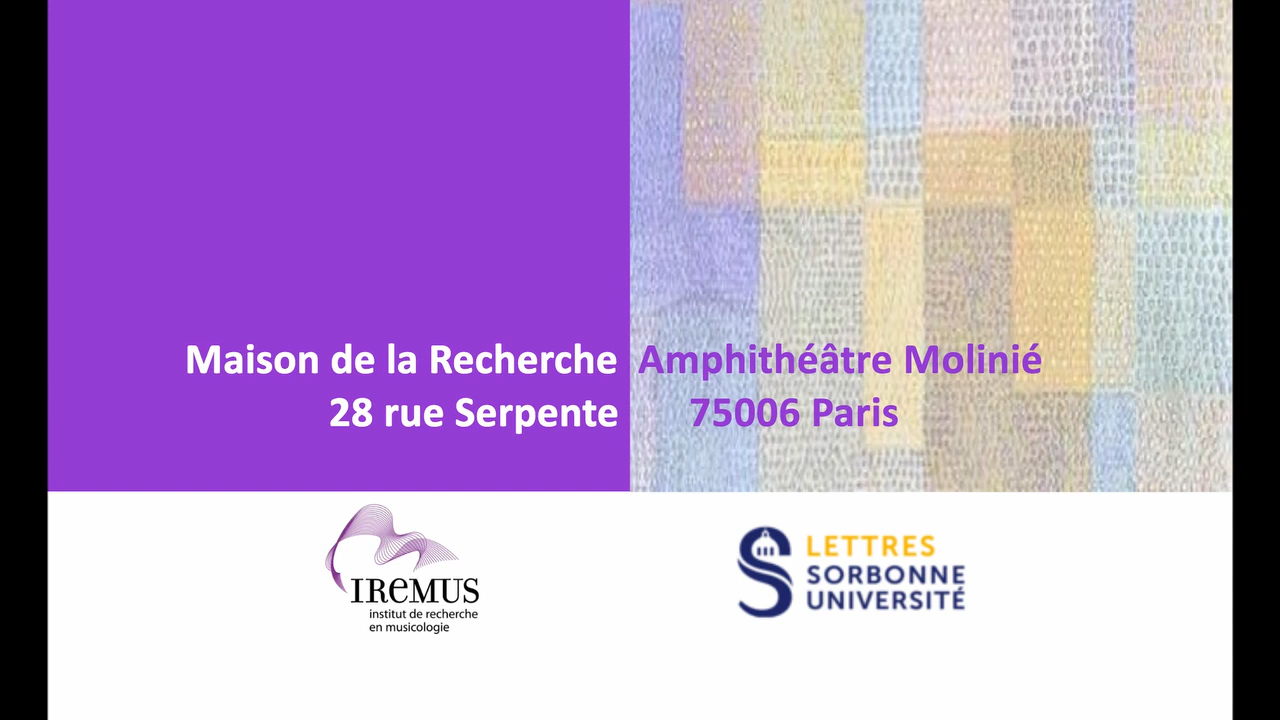 Maison de la Recherche Amphithéâtre Molinié
28 rue Serpente 75006 Paris
IReMUS
institut de recherche
en musicologie
LETTRES
SORBONNE
UNIVERSITÉ